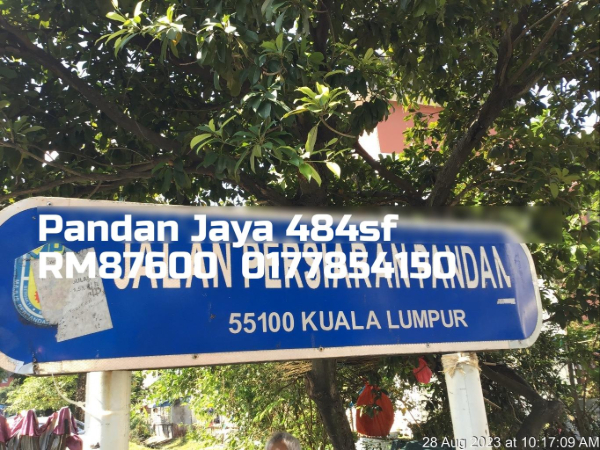 Pandan Jaya 484sf
RM87600 0177854150
JALAN PERSIARAN PANDAN
55100 KUALA LUMPUR
28 Aug 2023 at 10:17:09 AM